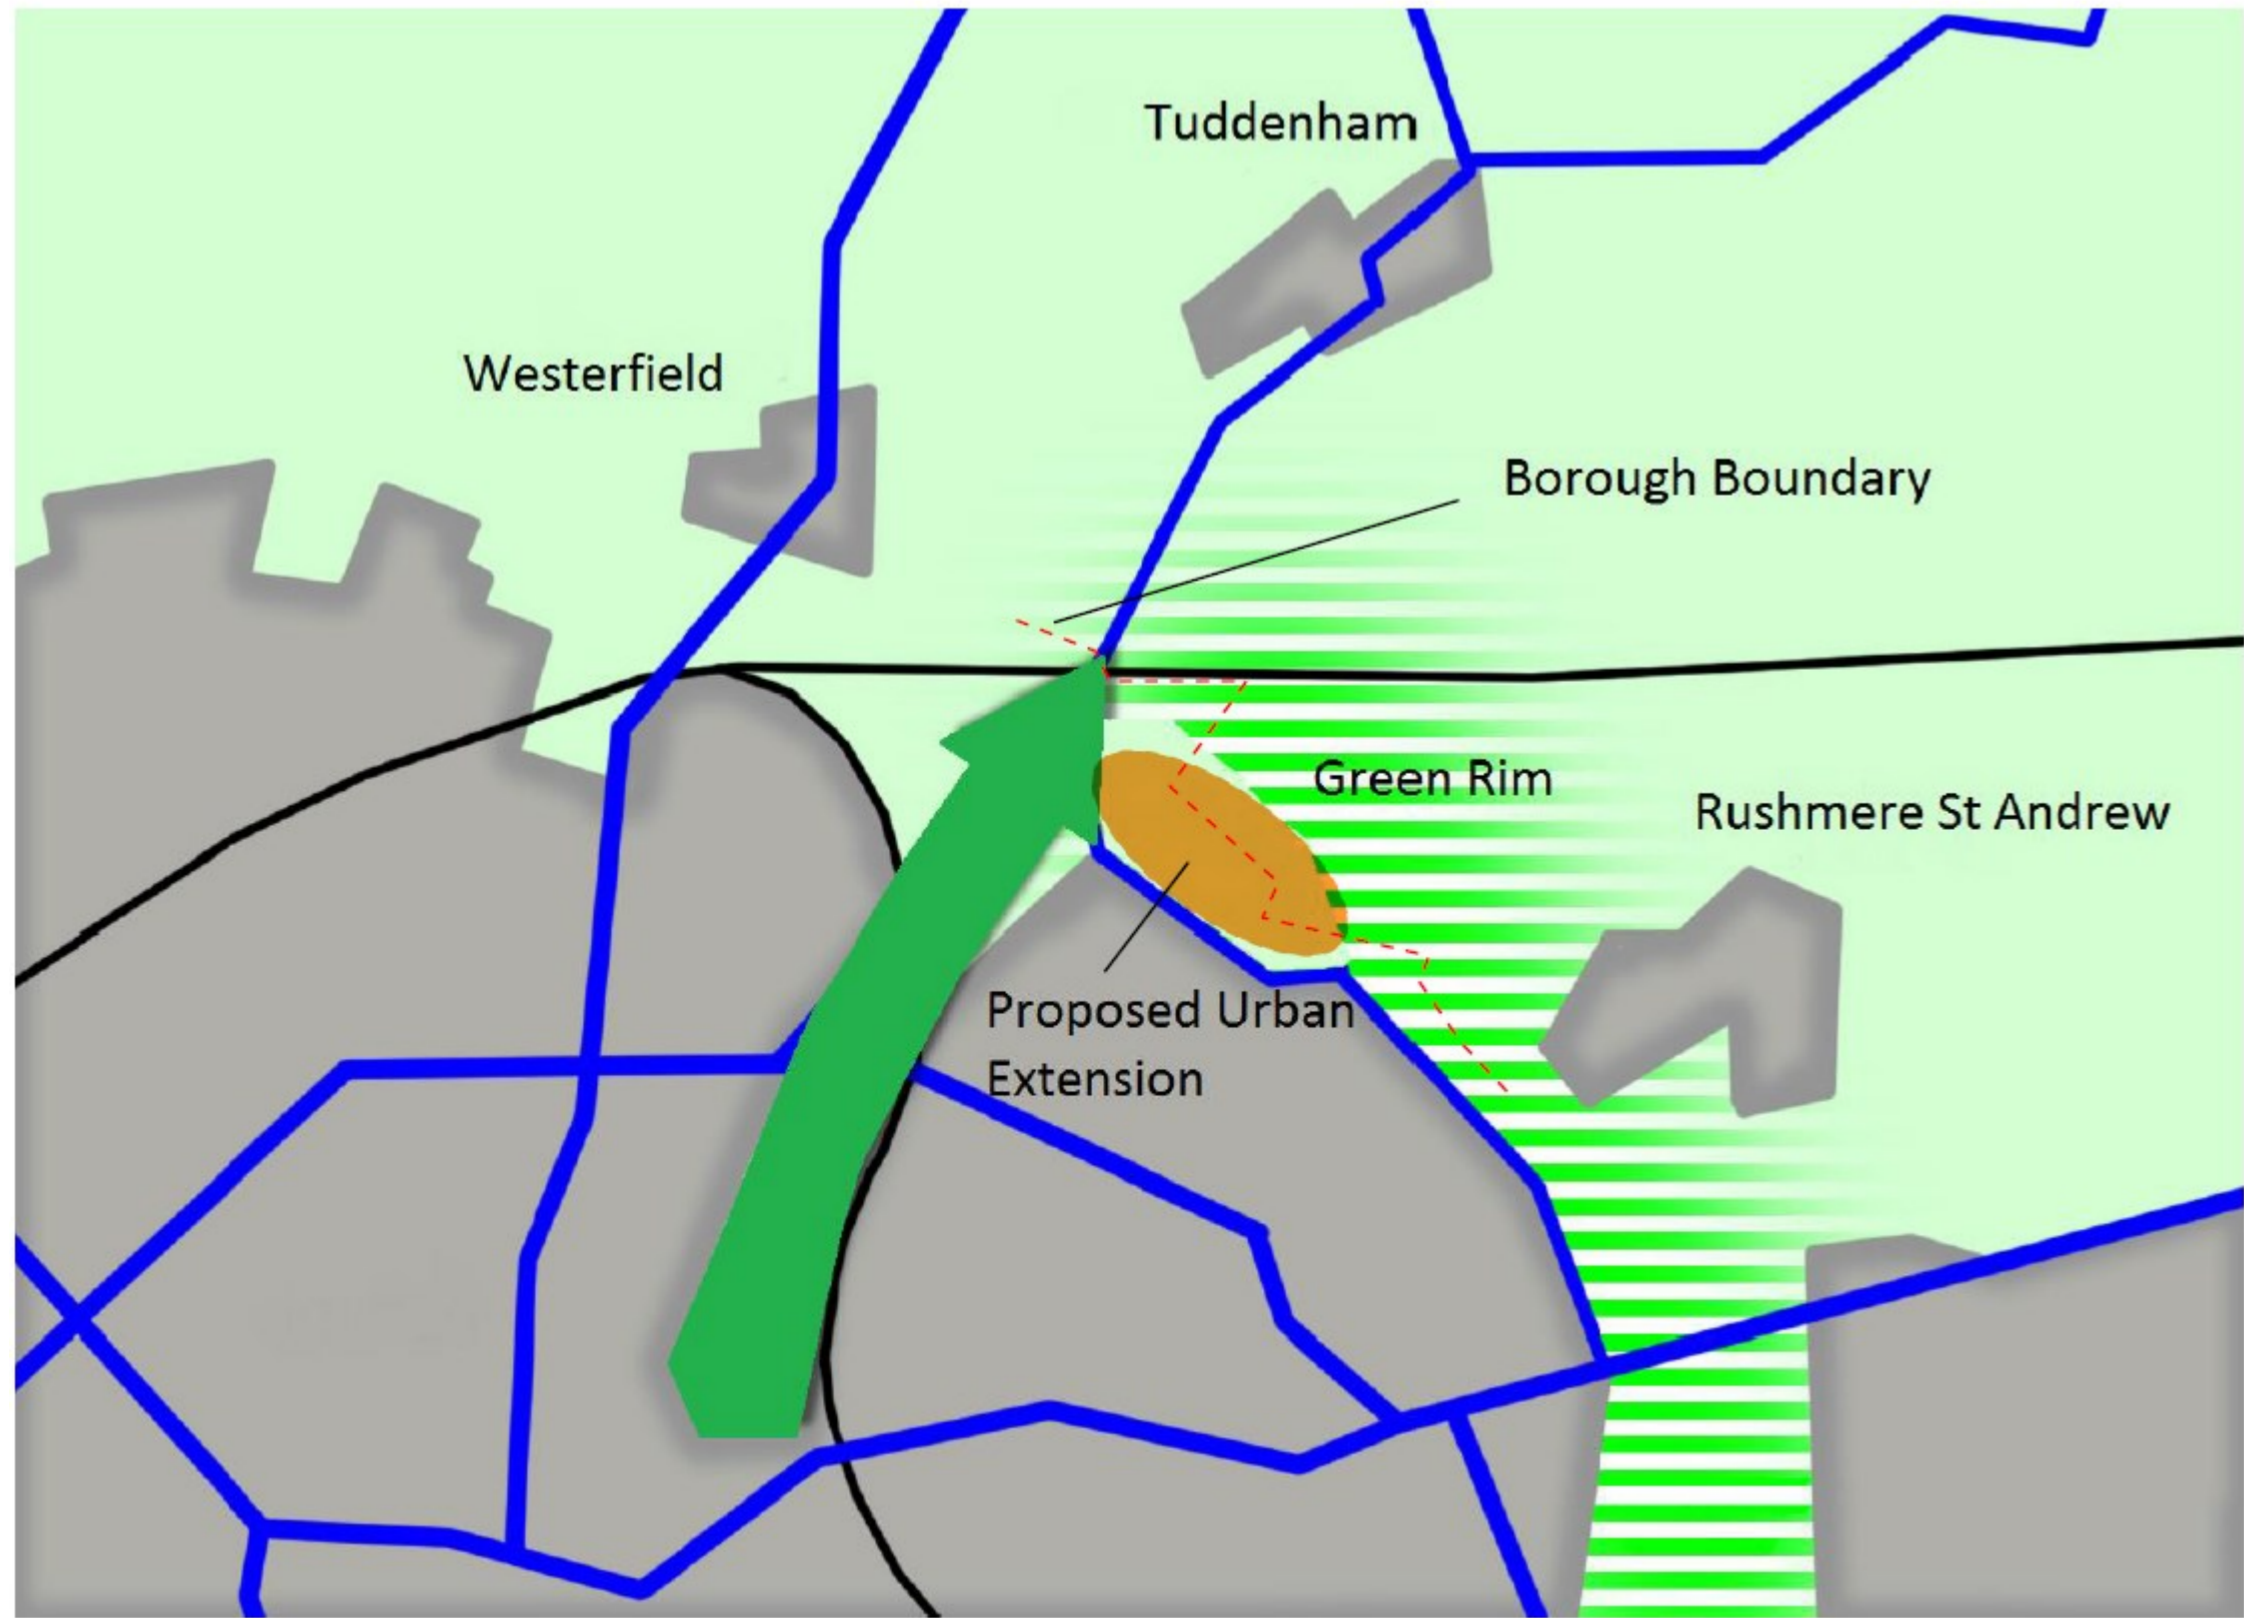 Tuddenham
Westerfield
Borough Boundary
Green Rim
Rushmere St Andrew
Proposed Urban
Extension